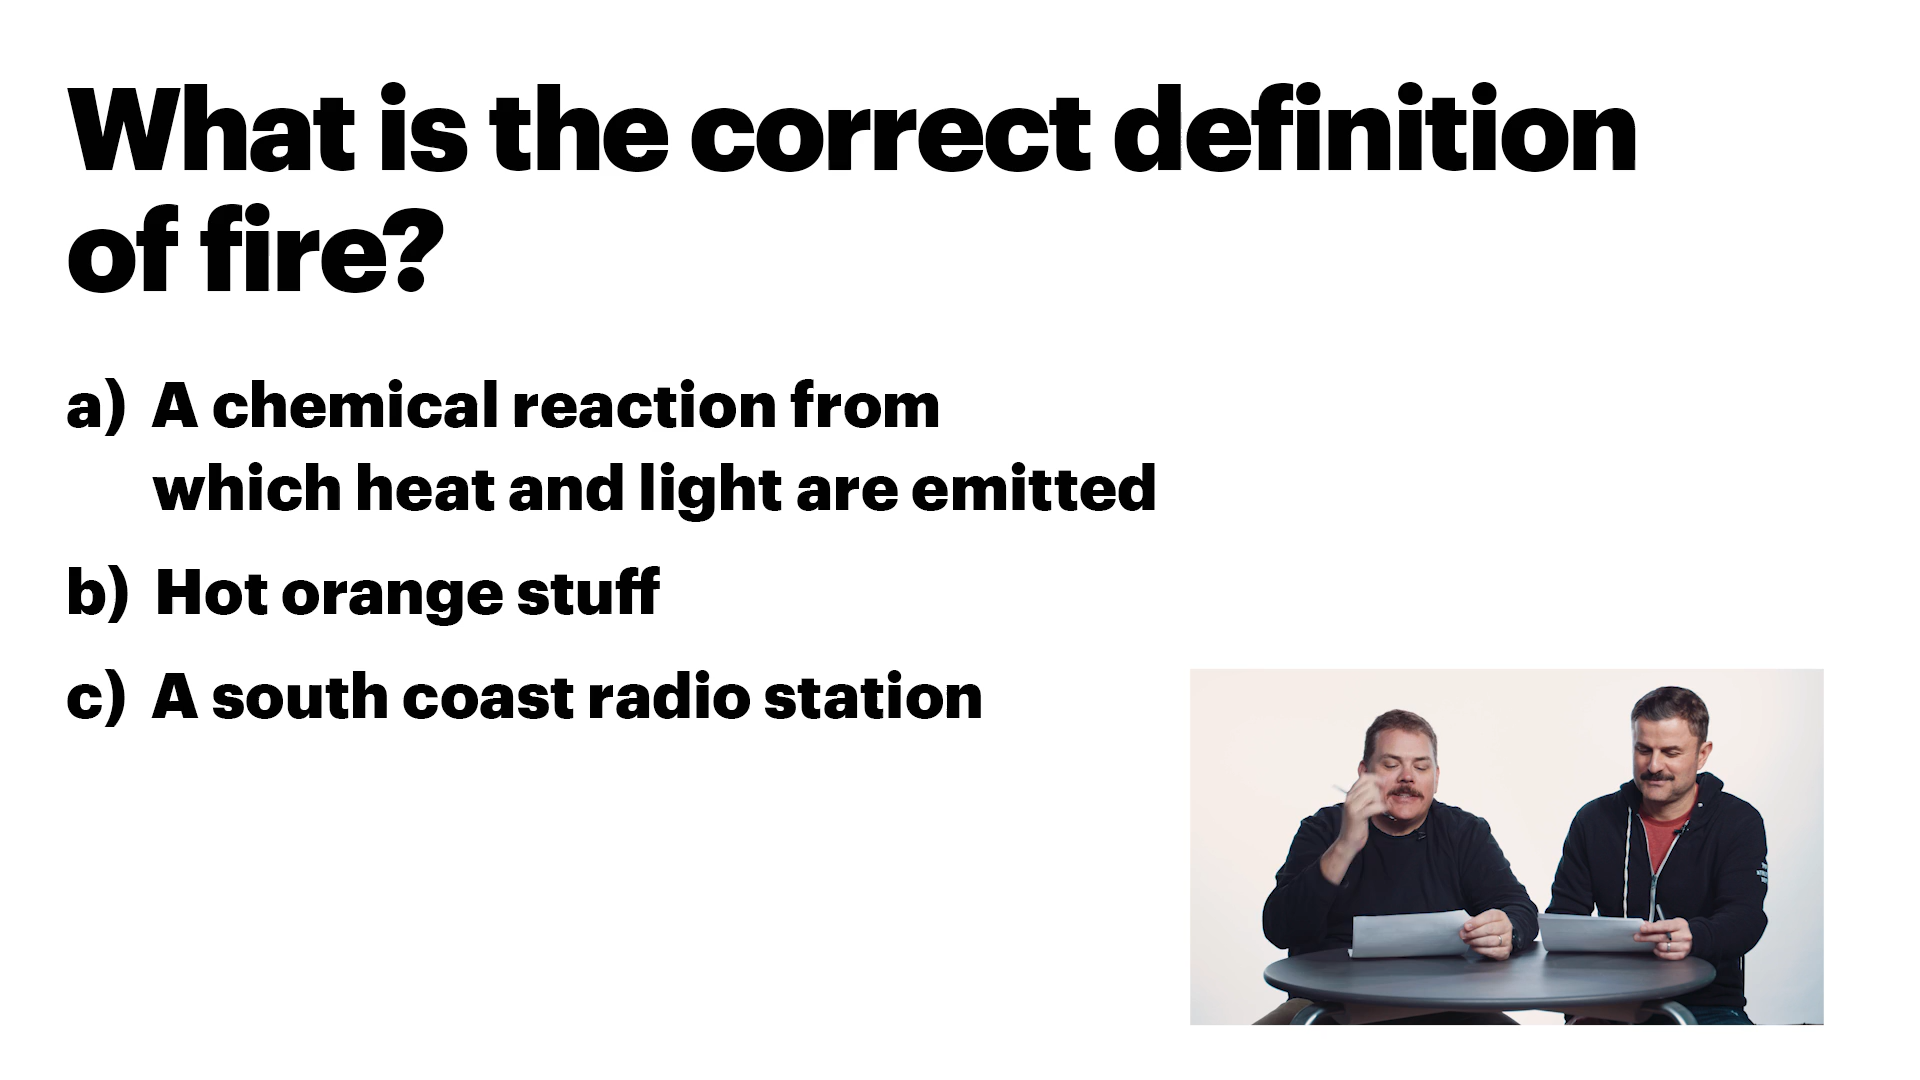 What is the correct definition
of fire?
a) A chemical reaction from
which heat and light are emitted
b) Hot orange stuff
c) A south coast radio station